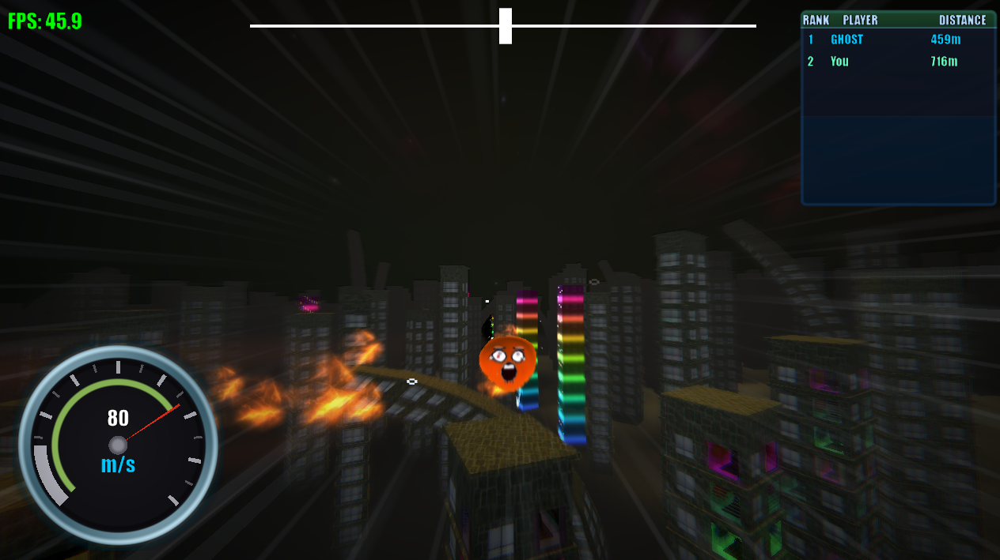 FPS: 45.9
RANK PLAYER DISTANCE
1 GHOST 459m
2 You 716m
80
m/s